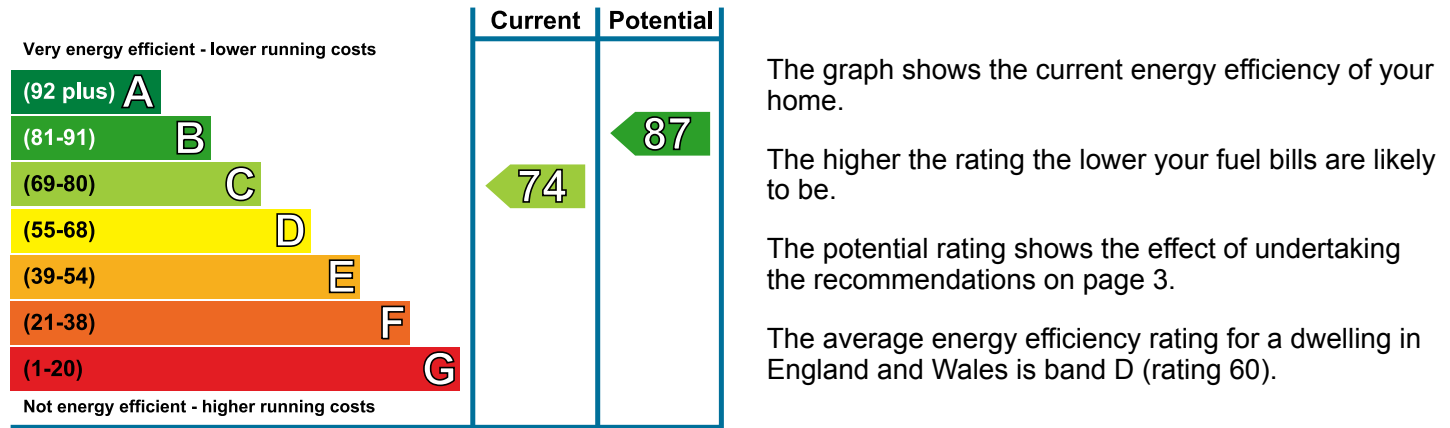 Current Potential
Very energy efficient - lower running costs
(92 plus) A
(81-91) B
(69-80) C
(55-68) D
(39-54) E
(21-38) F
(1-20) G
Not energy efficient - higher running costs
87
74
The graph shows the current energy efficiency of your
home.
The higher the rating the lower your fuel bills are likely
to be.
The potential rating shows the effect of undertaking
the recommendations on page 3.
The average energy efficiency rating for a dwelling in
England and Wales is band D (rating 60).